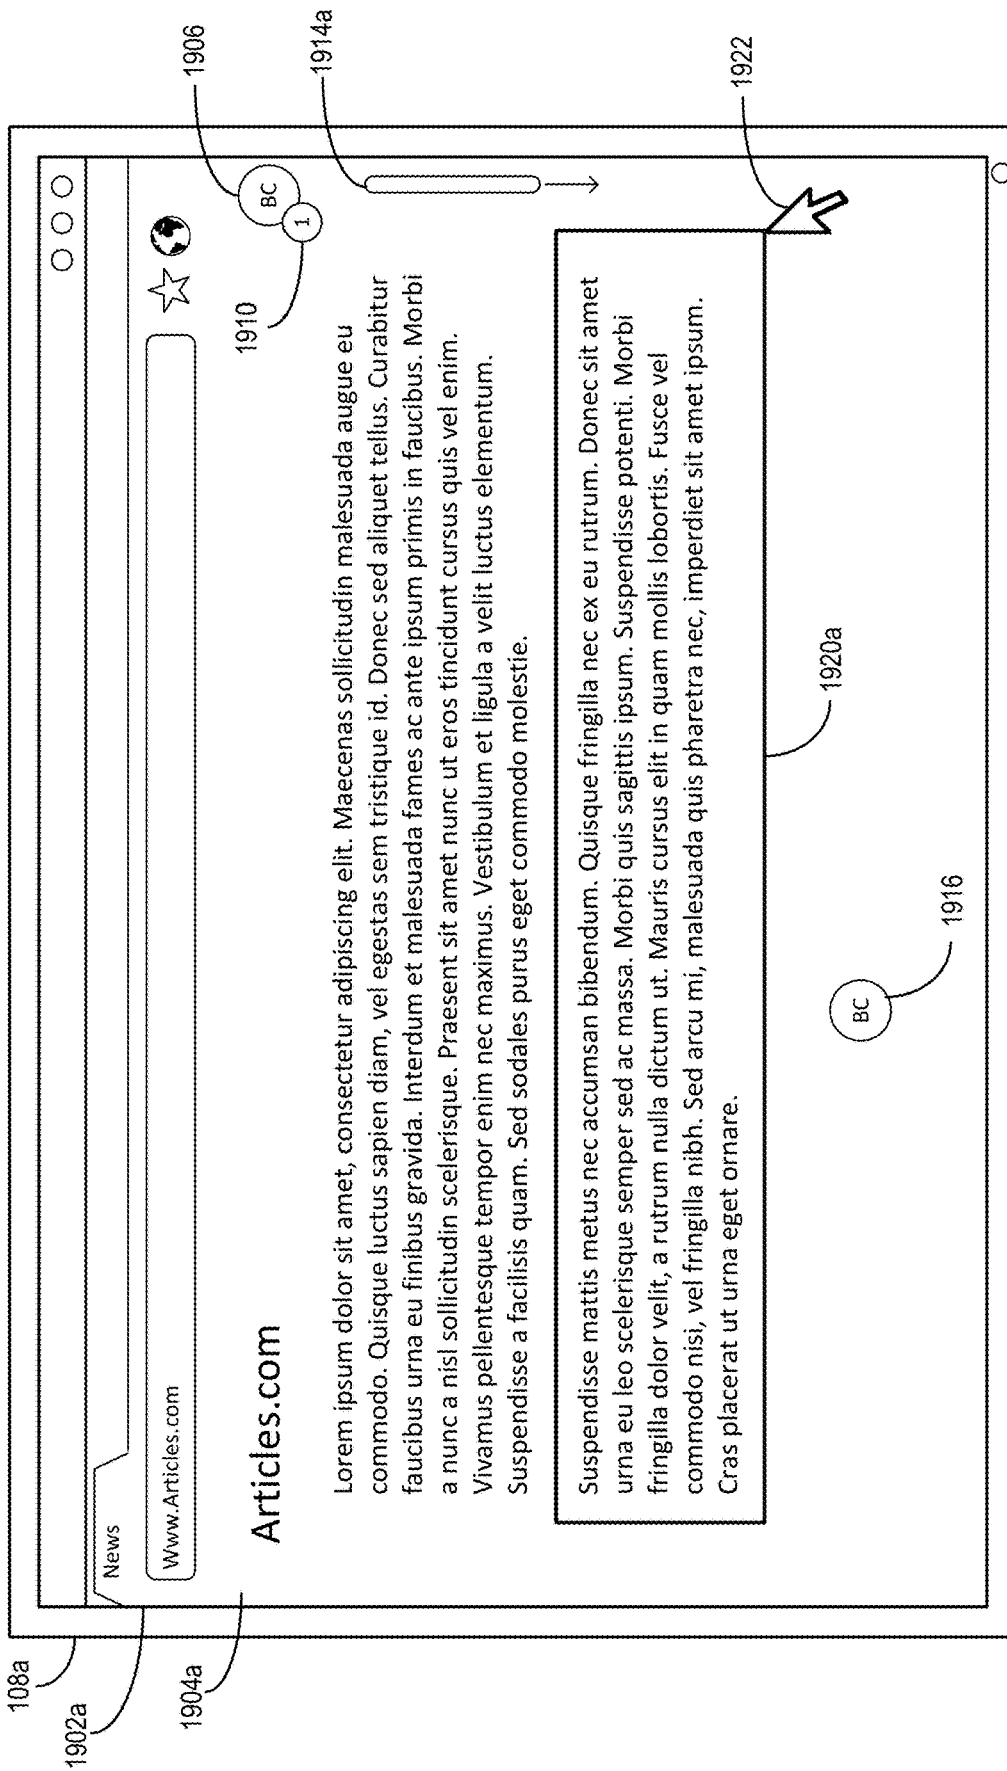 108a
1902a
1904a
News
Www.Articles.com
1906
BC
1
1910
1914a
Articles.com
Lorem ipsum dolor sit amet, consectetur adipiscing elit. Maecenas sollicitudin malesuada augue eu
commodo. Quisque luctus sapien diam, vel egestas sem tristique id. Donec sed aliquet tellus. Curabitur
faucibus urna eu finibus gravida. Interdum et malesuada fames ac ante ipsum primis in faucibus. Morbi
a nunc a nisl sollicitudin scelerisque. Praesent sit amet nunc ut eros tincidunt cursus quis vel enim.
Vivamus pellentesque tempor enim nec maximus. Vestibulum et ligula a velit luctus elementum.
Suspendisse a facilisis quam. Sed sodales purus eget commodo molestie.
Suspendisse mattis metus nec accumsan bibendum. Quisque fringilla nec ex eu rutrum. Donec sit amet
urna eu leo scelerisque semper sed ac massa. Morbi quis sagittis ipsum. Suspendisse potenti. Morbi
fringilla dolor velit, a rutrum nulla dictum ut. Mauris cursus elit in quam mollis lobortis. Fusce vel
commodo nisi, vel fringilla nibh. Sed arcu mi, malesuada quis pharetra nec, imperdiet sit amet ipsum.
Cras placerat ut urna eget ornare.
1922
1920a
BC
1916